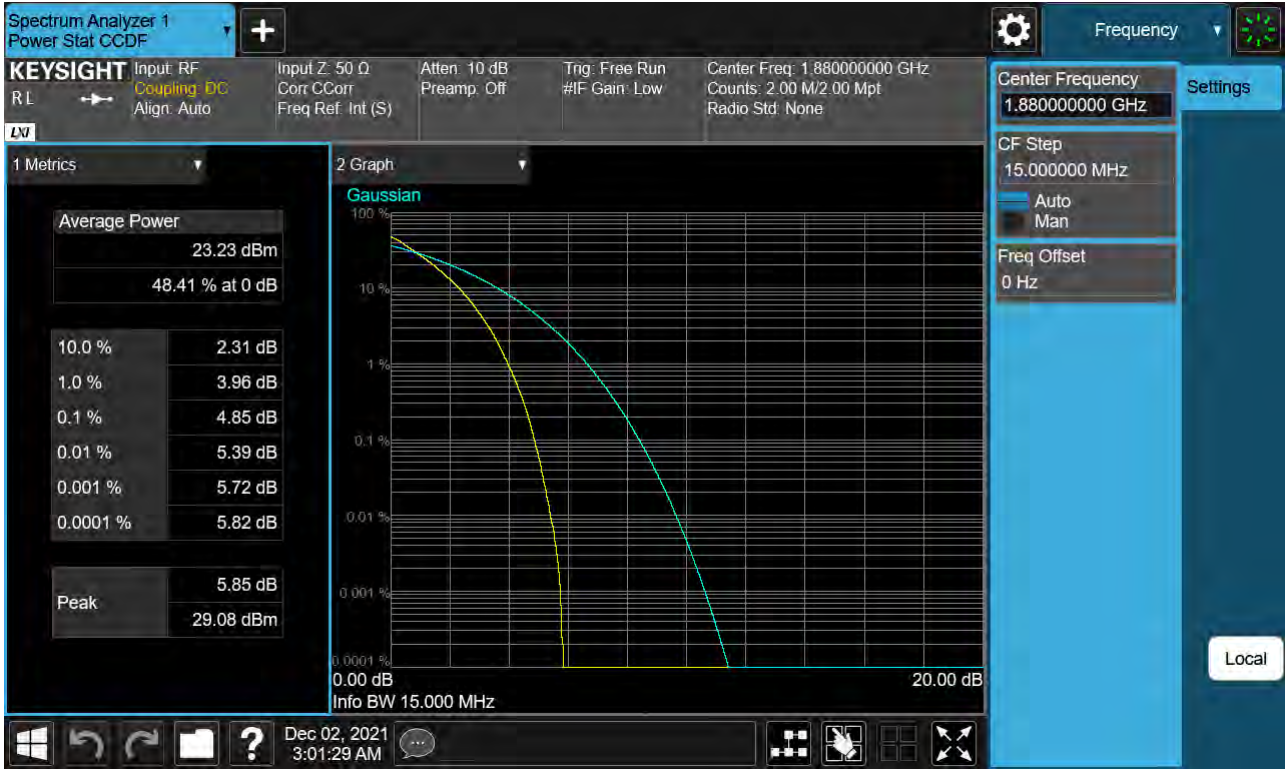 Spectrum Analyzer 1
Power Stat CCDF
+
Frequency
KEYSIGHT
RL
LXI
Input: RF
Coupling: DC
Align: Auto
Input Z: 50 Ω
Corr CCorr
Freq Ref: Int (S)
Atten: 10 dB
Preamp: Off
Trig: Free Run
#IF Gain: Low
Center Freq: 1.880000000 GHz
Counts: 2.00 M/2.00 Mpt
Radio Std: None
Center Frequency
1.880000000 GHz
Settings
CF Step
15.000000 MHz
Auto
Man
Freq Offset
0 Hz
Local
1 Metrics
Average Power
23.23 dBm
48.41 % at 0 dB
10.0 % 2.31 dB
1.0 % 3.96 dB
0.1 % 4.85 dB
0.01 % 5.39 dB
0.001 % 5.72 dB
0.0001 % 5.82 dB
Peak
5.85 dB
29.08 dBm
2 Graph
Gaussian
100 %
10 %
1 %
0.1 %
0.01 %
0.001 %
0.0001 %
0.00 dB 20.00 dB
Info BW 15.000 MHz
?
Dec 02, 2021
3:01:29 AM